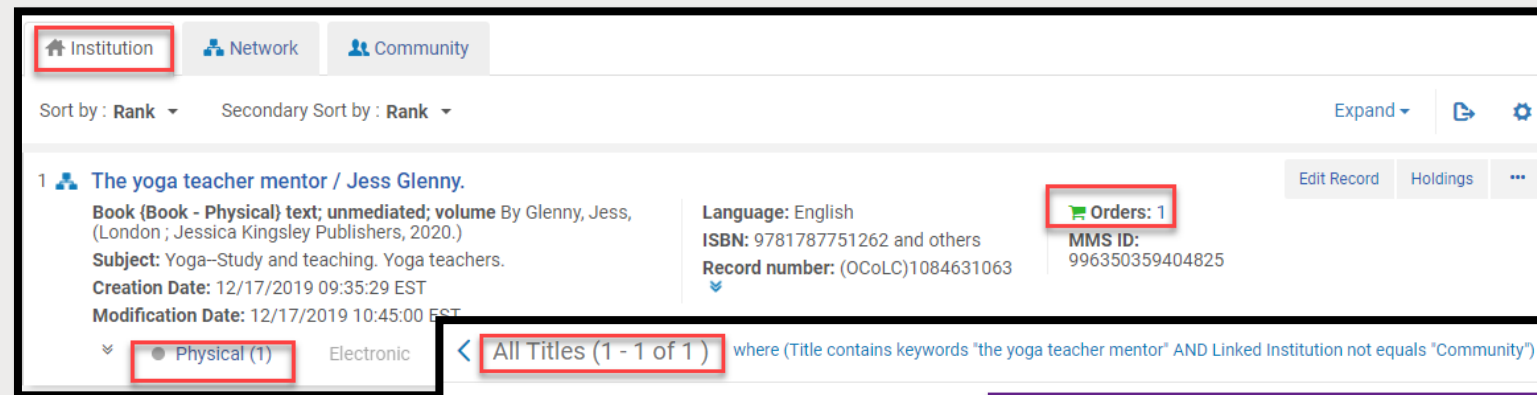 Institution Network Community
Sort by : Rank Secondary Sort by : Rank Expand
1 The yoga teacher mentor / Jess Glenny. Edit Record Holdings ...
Book {Book - Physical} text; unmediated; volume By Glenny, Jess,
(London ; Jessica Kingsley Publishers, 2020.)
Subject: Yoga--Study and teaching. Yoga teachers.
Creation Date: 12/17/2019 09:35:29 EST
Modification Date: 12/17/2019 10:45:00 EST
Language: English
ISBN: 9781787751262 and others
Record number: (OCoLC)1084631063
Orders: 1
MMS ID:
996350359404825
Physical (1) Electronic
All Titles (1 - 1 of 1 ) where (Title contains keywords "the yoga teacher mentor" AND Linked Institution not equals "Community")